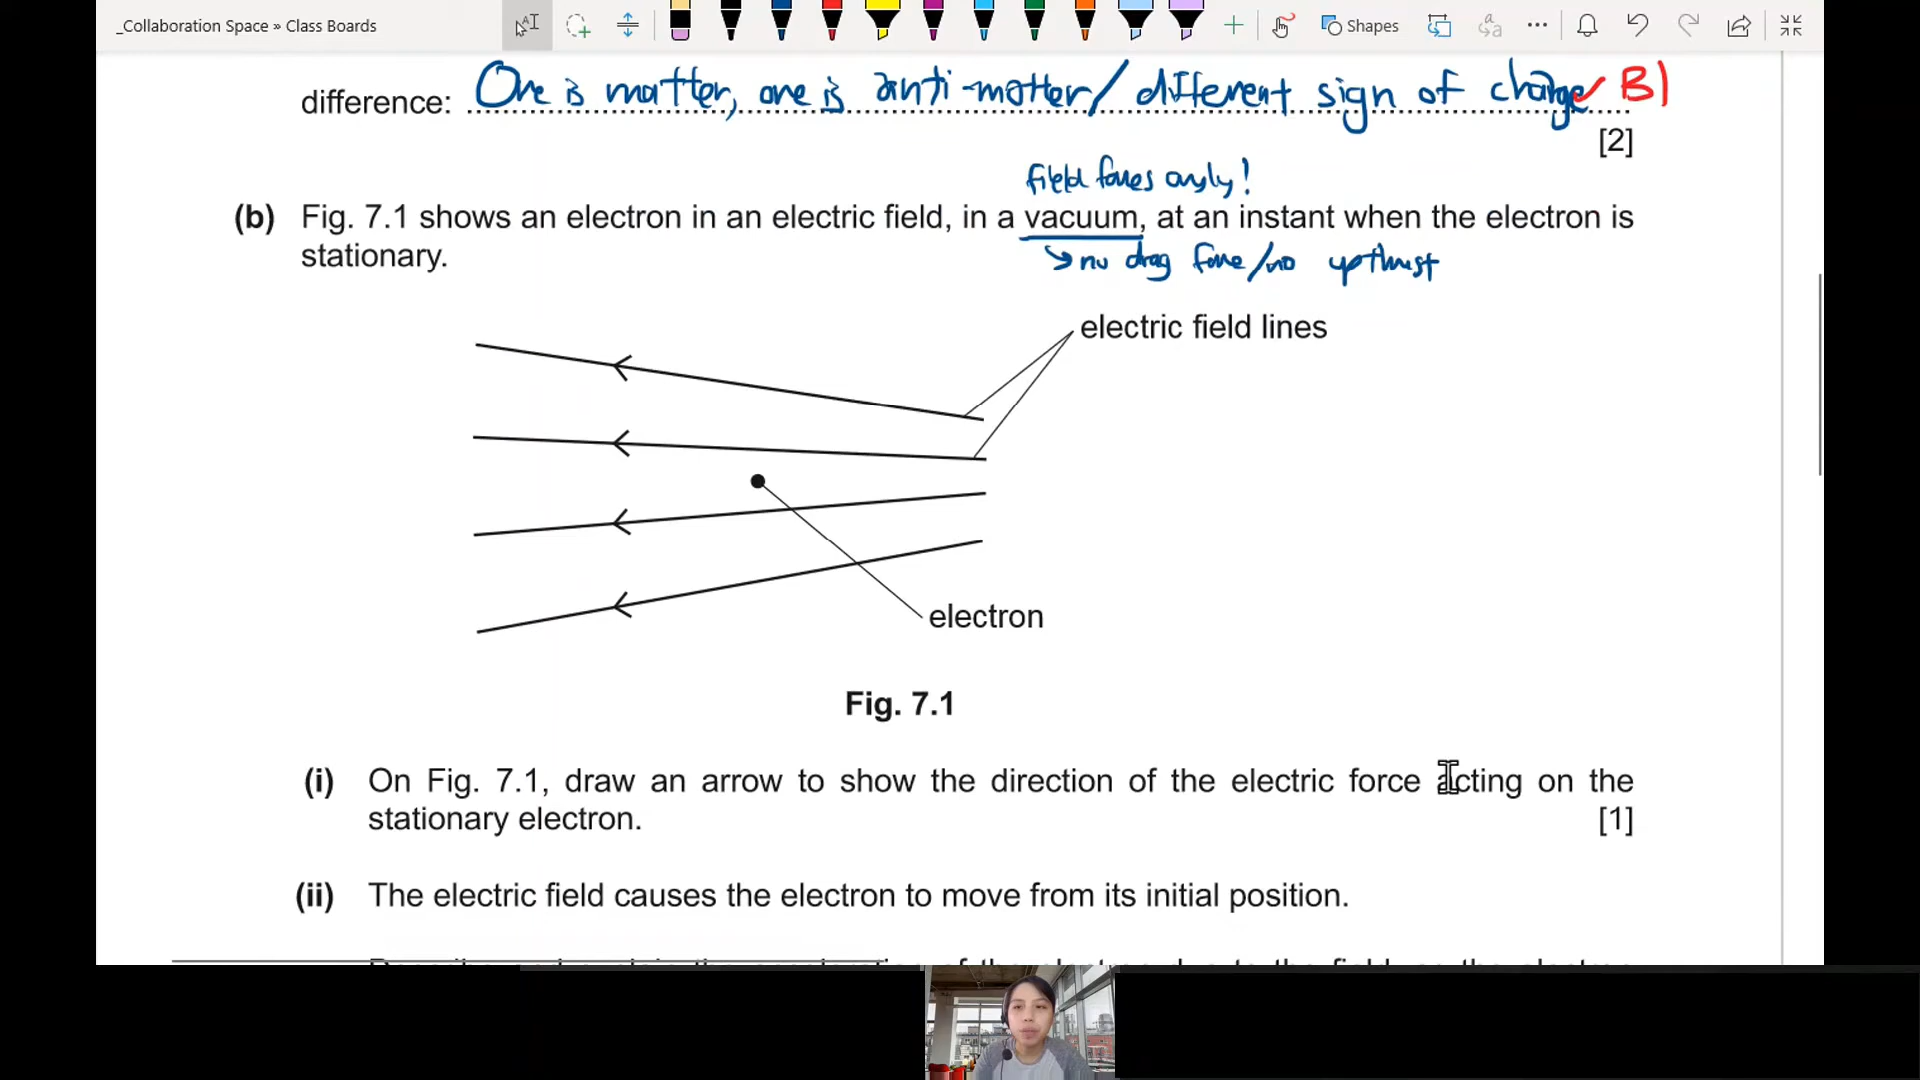 _Collaboration Space » Class Boards
Shapes
difference: One is matter, one is anti-matter/different sign of charge ✓ B1
[2]
field forces only!
(b) Fig. 7.1 shows an electron in an electric field, in a vacuum, at an instant when the electron is
stationary.
↘ no drag force/no upthrust
electric field lines
electron
Fig. 7.1
(i) On Fig. 7.1, draw an arrow to show the direction of the electric force acting on the
stationary electron. [1]
(ii) The electric field causes the electron to move from its initial position.